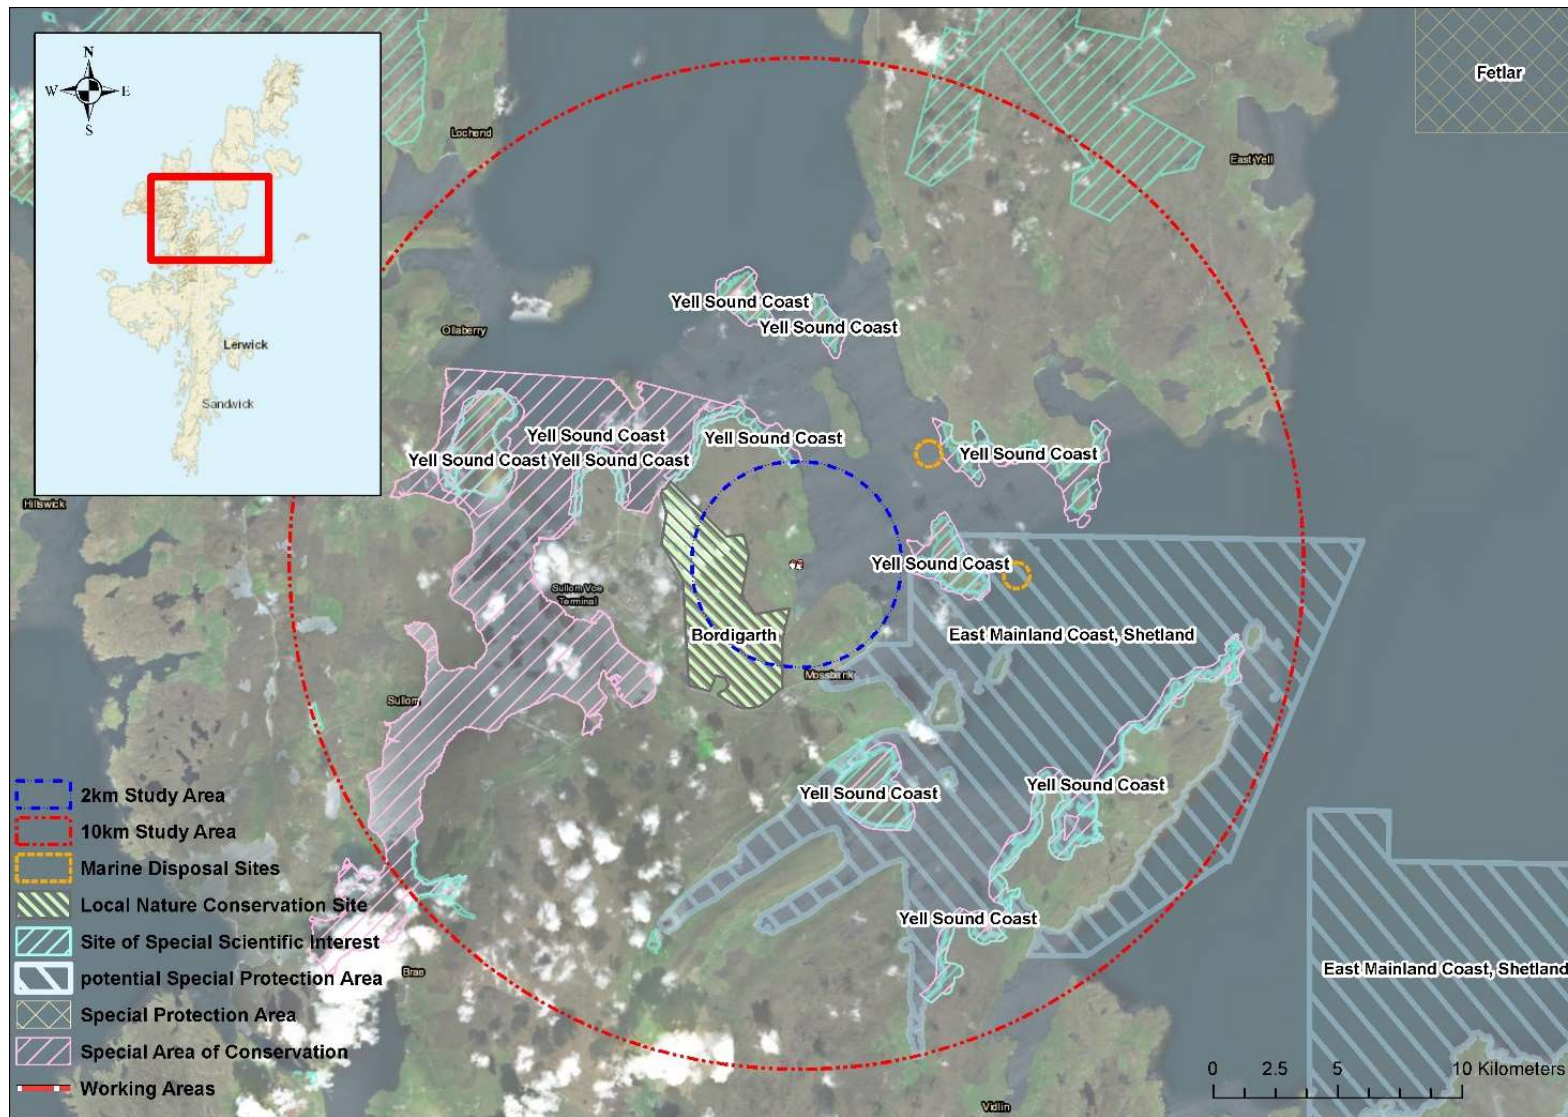 N
W E
S
Lerwick
Sandwick
Fetlar
Lochend
East Yell
Ollaberry
Yell Sound Coast
Yell Sound Coast
Yell Sound Coast
Yell Sound Coast
Yell Sound Coast Yell Sound Coast
Yell Sound Coast
Hillswick
Yell Sound Coast
Sullom Voe
Terminal
Bordigarth
East Mainland Coast, Shetland
Mossbank
Sullom
Yell Sound Coast
Yell Sound Coast
Yell Sound Coast
East Mainland Coast, Shetland
Brae
Vidlin
2km Study Area
10km Study Area
Marine Disposal Sites
Local Nature Conservation Site
Site of Special Scientific Interest
potential Special Protection Area
Special Protection Area
Special Area of Conservation
Working Areas
0 2.5 5 10 Kilometers